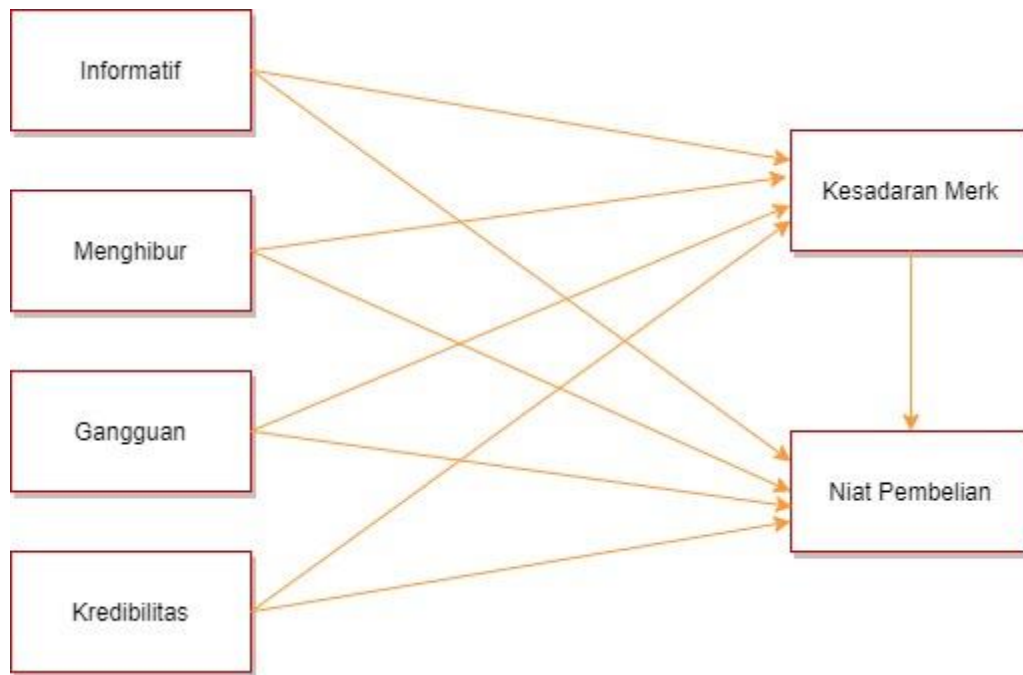 Informatif
Menghibur
Gangguan
Kredibilitas
Kesadaran Merk
Niat Pembelian